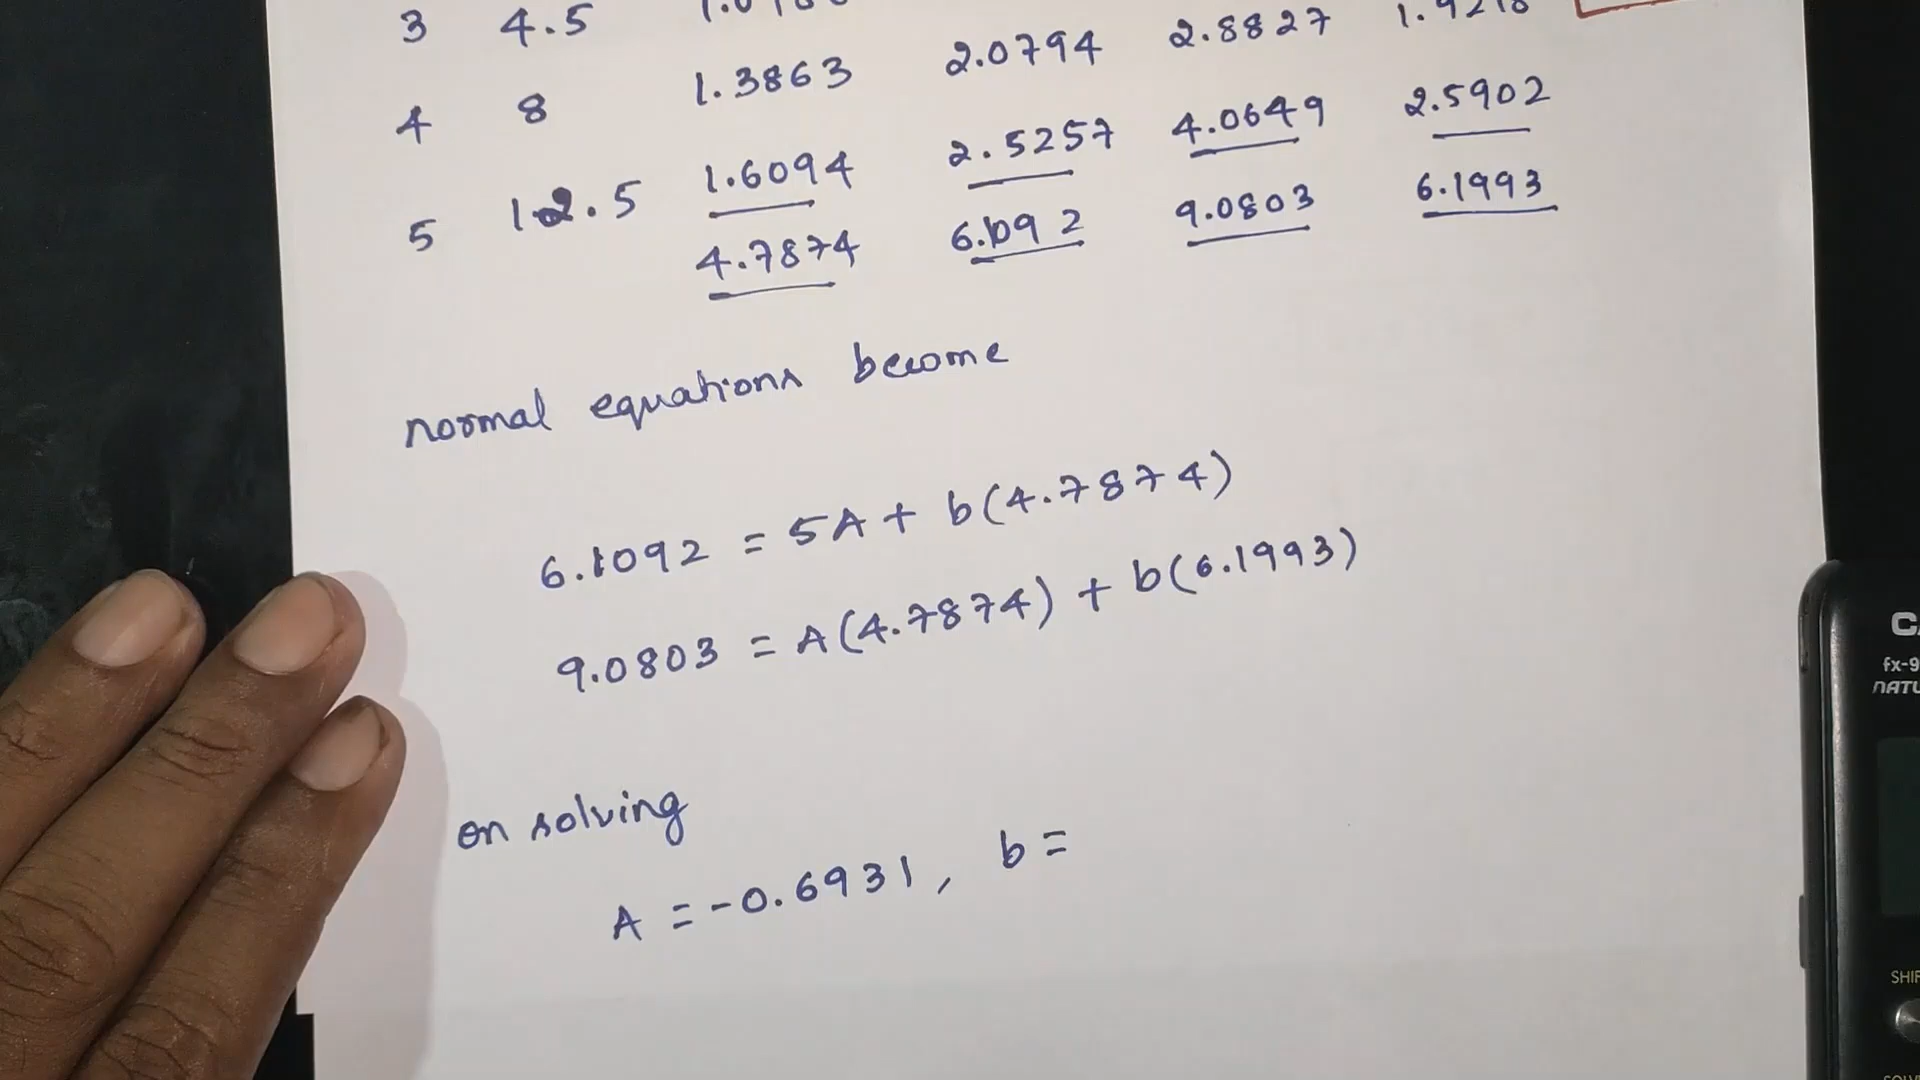 3 4.5
4 8 1.3863 2.0794 2.8827
5 12.5 1.6094 2.5257 4.0649 2.5902
4.7874 6.1092 9.0803 6.1993
normal equations become
6.1092 = 5A + b(4.7874)
9.0803 = A(4.7874) + b(6.1993)
on solving
A = -0.6931, b =
fx-9